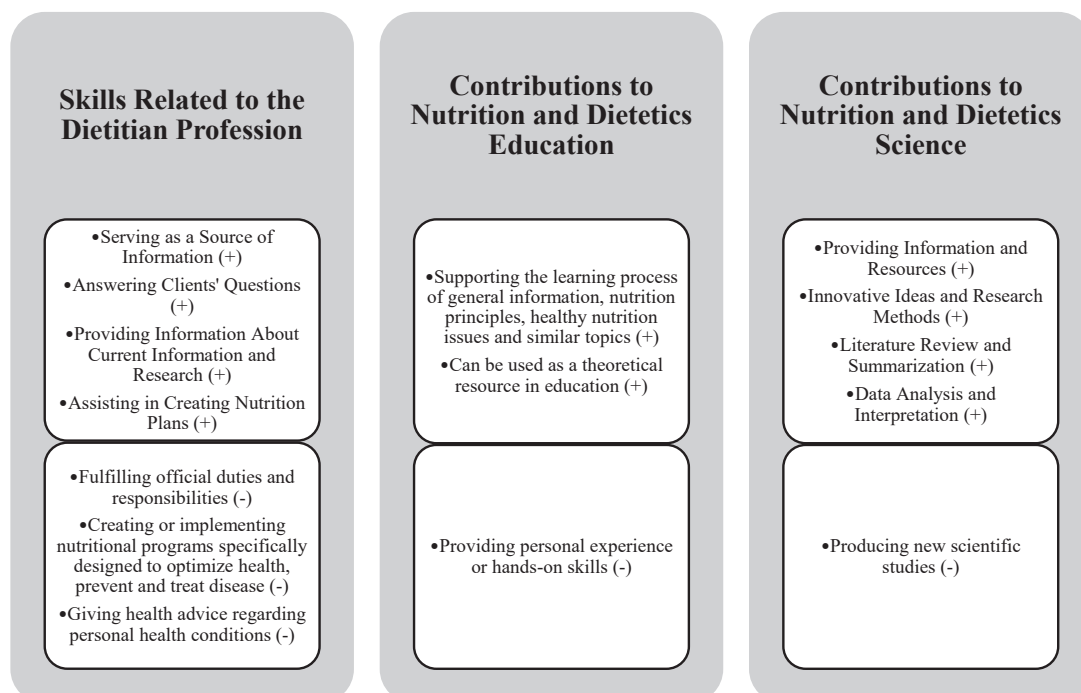 Skills Related to the
Dietitian Profession
•Serving as a Source of
Information (+)
•Answering Clients' Questions
(+)
•Providing Information About
Current Information and
Research (+)
•Assisting in Creating Nutrition
Plans (+)
•Fulfilling official duties and
responsibilities (-)
•Creating or implementing
nutritional programs specifically
designed to optimize health,
prevent and treat disease (-)
•Giving health advice regarding
personal health conditions (-)
Contributions to
Nutrition and Dietetics
Education
•Supporting the learning process
of general information, nutrition
principles, healthy nutrition
issues and similar topics (+)
•Can be used as a theoretical
resource in education (+)
•Providing personal experience
or hands-on skills (-)
Contributions to
Nutrition and Dietetics
Science
•Providing Information and
Resources (+)
•Innovative Ideas and Research
Methods (+)
•Literature Review and
Summarization (+)
•Data Analysis and
Interpretation (+)
•Producing new scientific
studies (-)